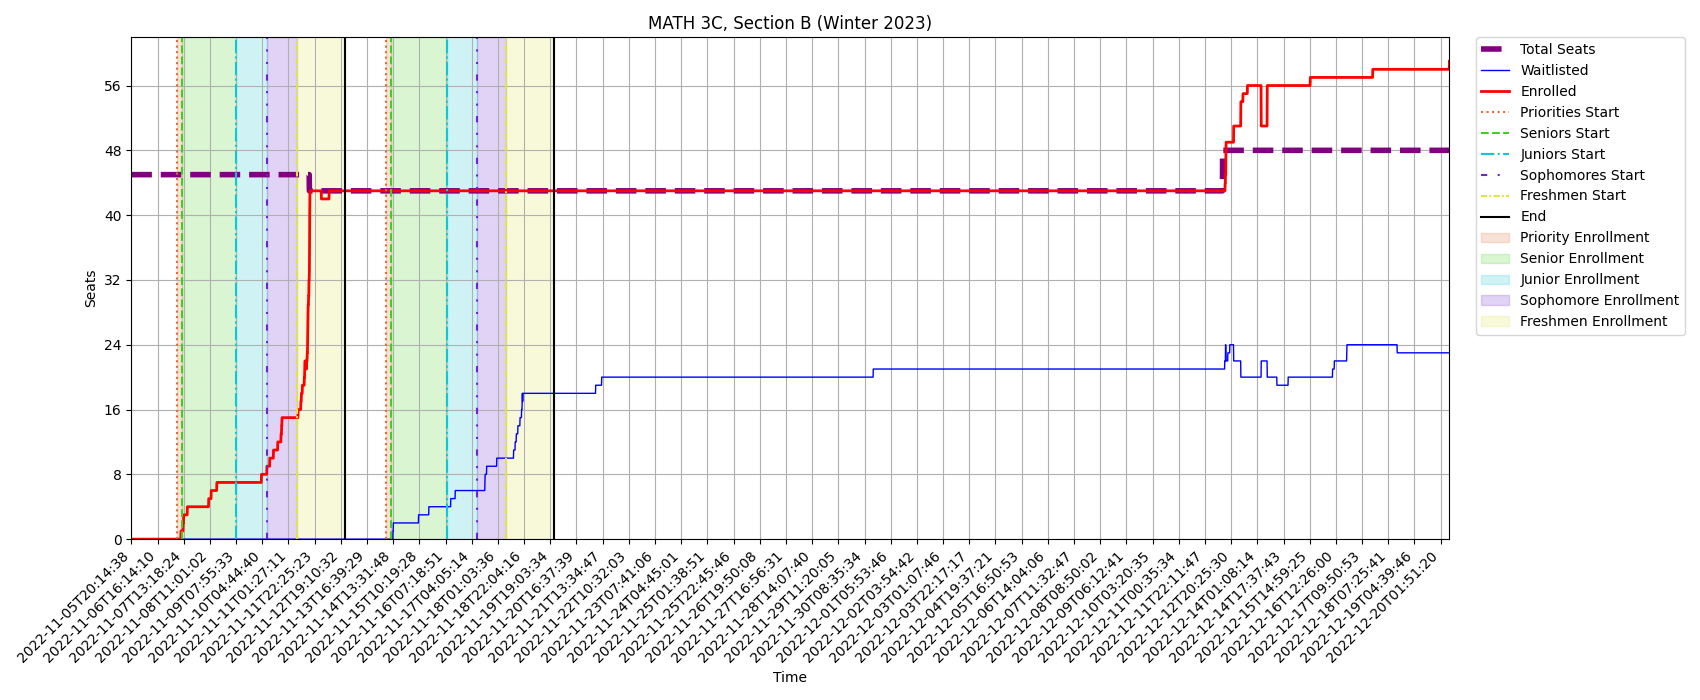 MATH 3C, Section B (Winter 2023)
Seats
56
48
40
32
24
16
8
0
2022-11-05T20:14:38
2022-11-06T16:14:10
2022-11-07T13:18:24
2022-11-08T11:01:02
2022-11-09T07:55:33
2022-11-10T04:44:40
2022-11-11T01:27:11
2022-11-11T22:25:23
2022-11-12T19:10:32
2022-11-13T16:39:29
2022-11-14T13:31:48
2022-11-15T10:19:28
2022-11-16T07:18:51
2022-11-17T04:05:14
2022-11-18T01:03:36
2022-11-18T22:04:16
2022-11-19T19:03:34
2022-11-20T16:37:39
2022-11-21T13:34:47
2022-11-22T10:32:03
2022-11-23T07:41:06
2022-11-24T04:45:01
2022-11-25T01:38:51
2022-11-25T22:45:46
2022-11-26T19:50:08
2022-11-27T16:56:31
2022-11-28T14:07:40
2022-11-29T11:20:05
2022-11-30T08:35:34
2022-12-01T05:53:46
2022-12-02T03:54:42
2022-12-03T01:07:46
2022-12-03T22:17:17
2022-12-04T19:37:21
2022-12-05T16:50:53
2022-12-06T14:04:06
2022-12-07T11:32:47
2022-12-08T08:50:02
2022-12-09T06:12:41
2022-12-10T03:20:35
2022-12-11T00:35:34
2022-12-11T22:11:47
2022-12-12T20:25:30
2022-12-14T01:08:14
2022-12-14T17:37:43
2022-12-15T14:59:25
2022-12-16T12:26:00
2022-12-17T09:50:53
2022-12-18T07:25:41
2022-12-19T04:39:46
2022-12-20T01:51:20
Time
Total Seats
Waitlisted
Enrolled
Priorities Start
Seniors Start
Juniors Start
Sophomores Start
Freshmen Start
End
Priority Enrollment
Senior Enrollment
Junior Enrollment
Sophomore Enrollment
Freshmen Enrollment